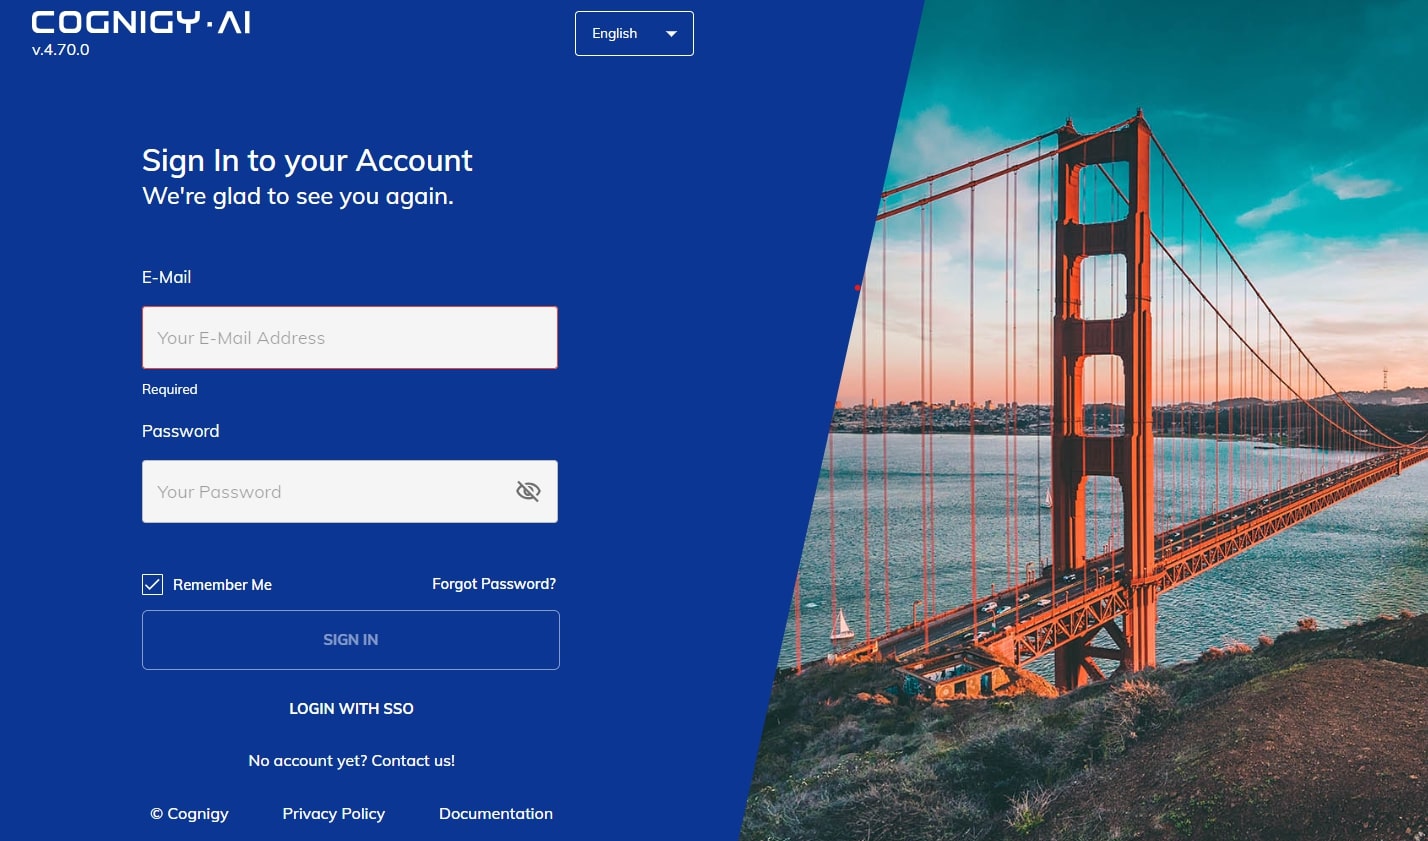 COGNIGY·AI
v.4.70.0
English
Sign In to your Account
We're glad to see you again.
E-Mail
Your E-Mail Address
Required
Password
Your Password
Remember Me
Forgot Password?
SIGN IN
LOGIN WITH SSO
No account yet? Contact us!
© Cognigy
Privacy Policy
Documentation